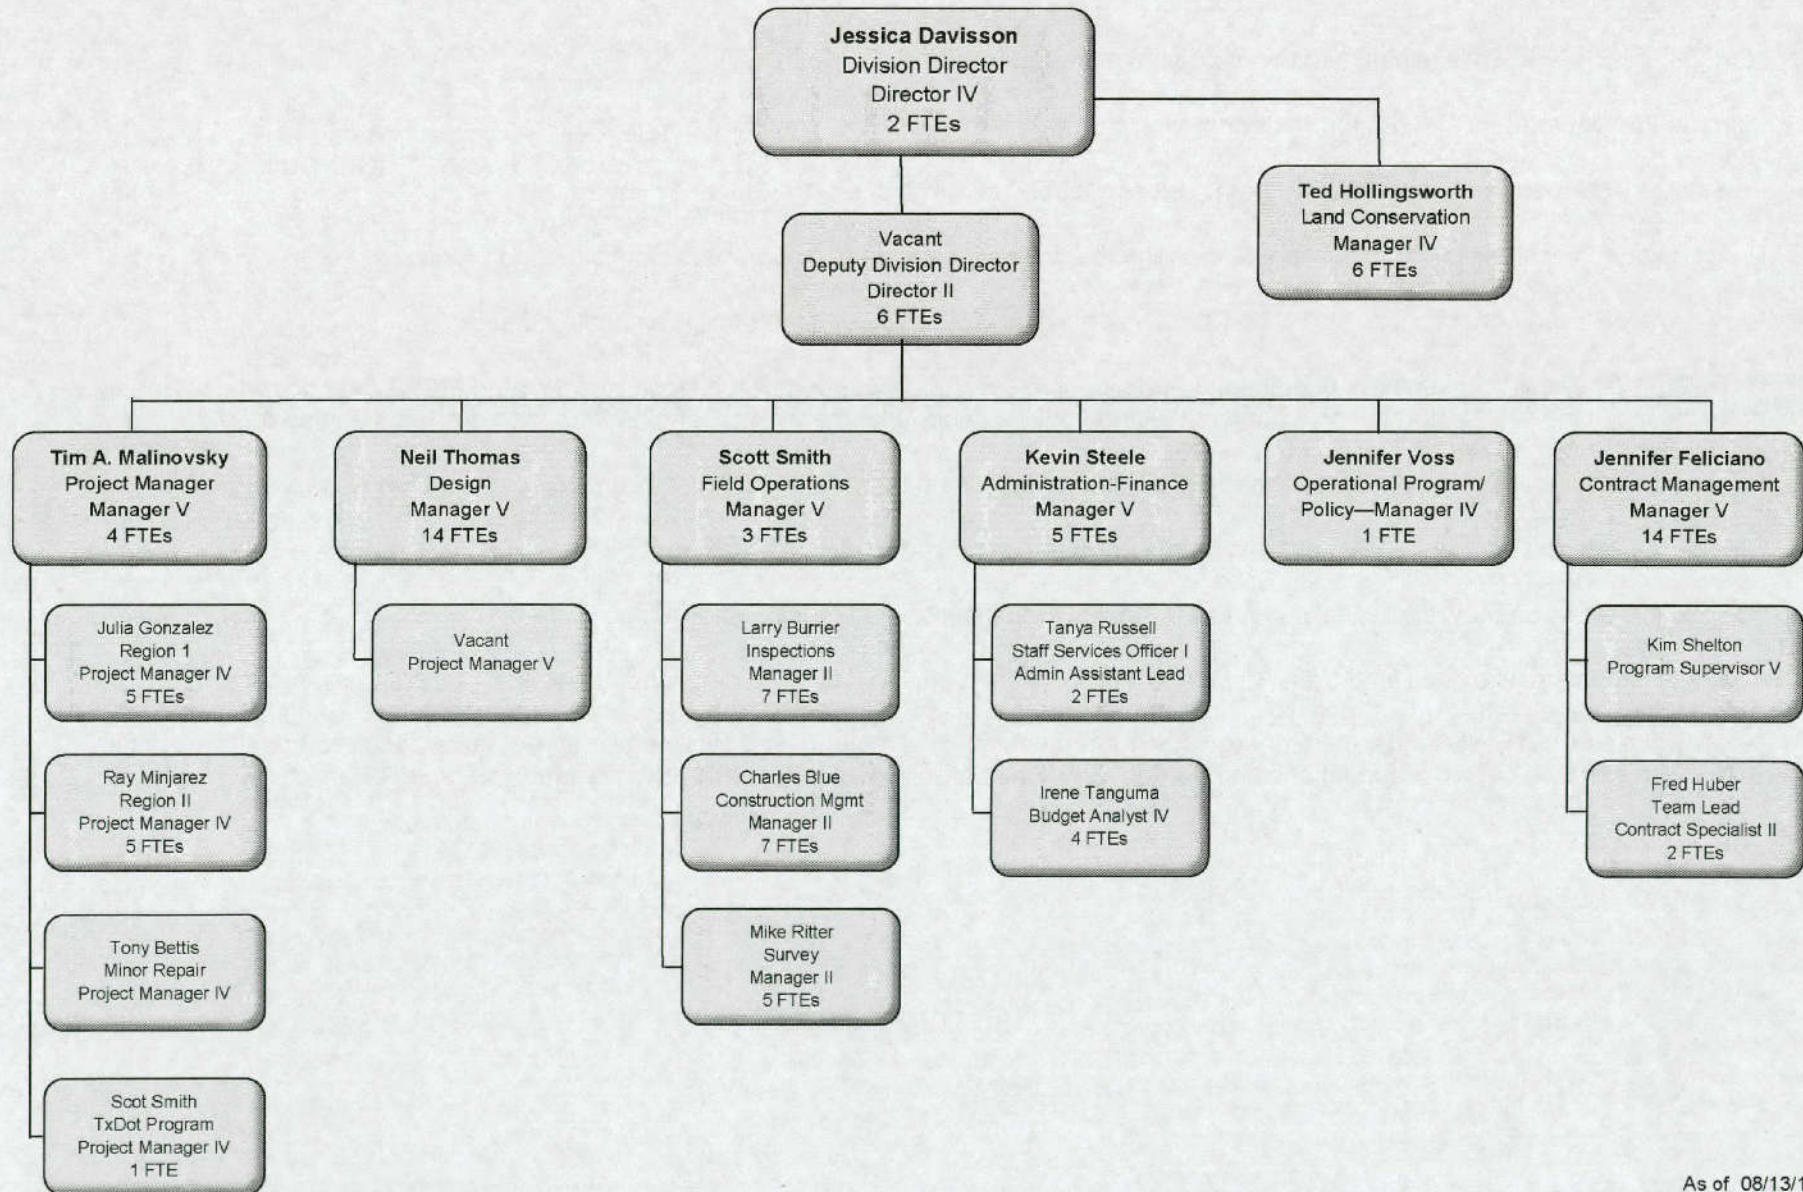 Jessica Davisson
Division Director
Director IV
2 FTEs
Ted Hollingsworth
Land Conservation
Manager IV
6 FTEs
Vacant
Deputy Division Director
Director II
6 FTEs
Tim A. Malinovsky
Project Manager
Manager V
4 FTEs
Neil Thomas
Design
Manager V
14 FTEs
Scott Smith
Field Operations
Manager V
3 FTEs
Kevin Steele
Administration-Finance
Manager V
5 FTEs
Jennifer Voss
Operational Program/
Policy—Manager IV
1 FTE
Jennifer Feliciano
Contract Management
Manager V
14 FTEs
Julia Gonzalez
Region 1
Project Manager IV
5 FTEs
Ray Minjarez
Region II
Project Manager IV
5 FTEs
Tony Bettis
Minor Repair
Project Manager IV
Scot Smith
TxDot Program
Project Manager IV
1 FTE
Vacant
Project Manager V
Larry Burrier
Inspections
Manager II
7 FTEs
Charles Blue
Construction Mgmt
Manager II
7 FTEs
Mike Ritter
Survey
Manager II
5 FTEs
Tanya Russell
Staff Services Officer I
Admin Assistant Lead
2 FTEs
Irene Tanguma
Budget Analyst IV
4 FTEs
Kim Shelton
Program Supervisor V
Fred Huber
Team Lead
Contract Specialist II
2 FTEs
As of 08/13/1